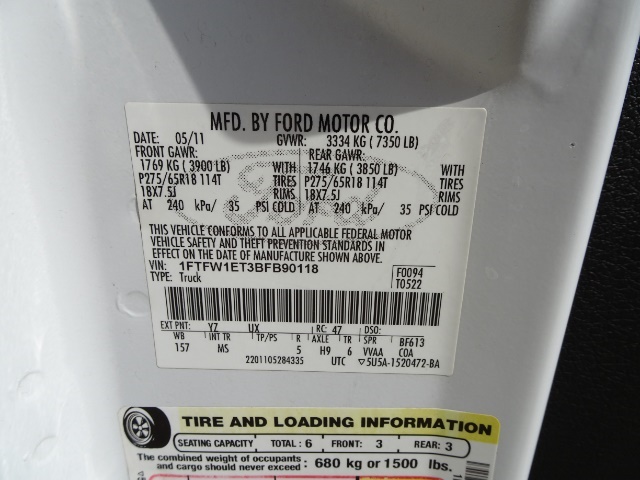 MFD. BY FORD MOTOR CO.
DATE: 05/11 GVWR: 3334 KG ( 7350 LB)
FRONT GAWR: REAR GAWR:
1769 KG ( 3900 LB) WITH 1746 KG ( 3850 LB) WITH
P275/65R18 114T TIRES P275/65R18 114T TIRES
18X7.5J RIMS 18X7.5J RIMS
AT 240 kPa/ 35 PSI COLD AT 240 kPa/ 35 PSI COLD
THIS VEHICLE CONFORMS TO ALL APPLICABLE FEDERAL MOTOR
VEHICLE SAFETY AND THEFT PREVENTION STANDARDS IN
EFFECT ON THE DATE OF MANUFACTURE SHOWN ABOVE.
VIN: 1FTFW1ET3BFB90118 F0094
TYPE: Truck T0522
EXT PNT: YZ UX RC: 47 DSO:
WB INT TR TP/PS R AXLE TR SPR BF613
157 MS 5 H9 6 VVAA COA
220110528433S UTC ▽5U5A-1520472-BA
TIRE AND LOADING INFORMATION
SEATING CAPACITY TOTAL : 6 FRONT: 3 REAR: 3
The combined weight of occupants
and cargo should never exceed : 680 kg or 1500 lbs.